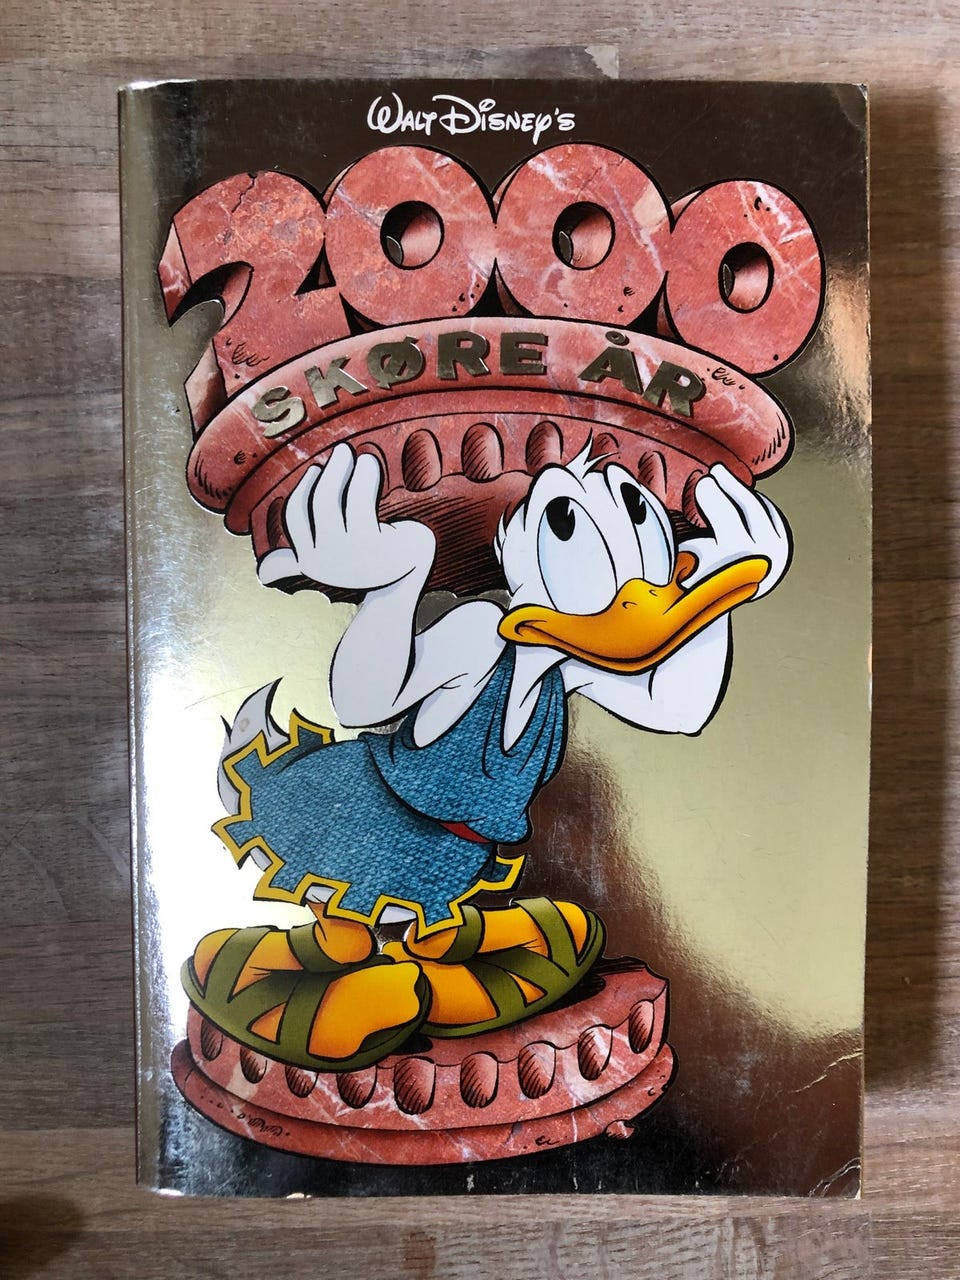 WALT DISNEY'S
2000
SKØRE ÅR